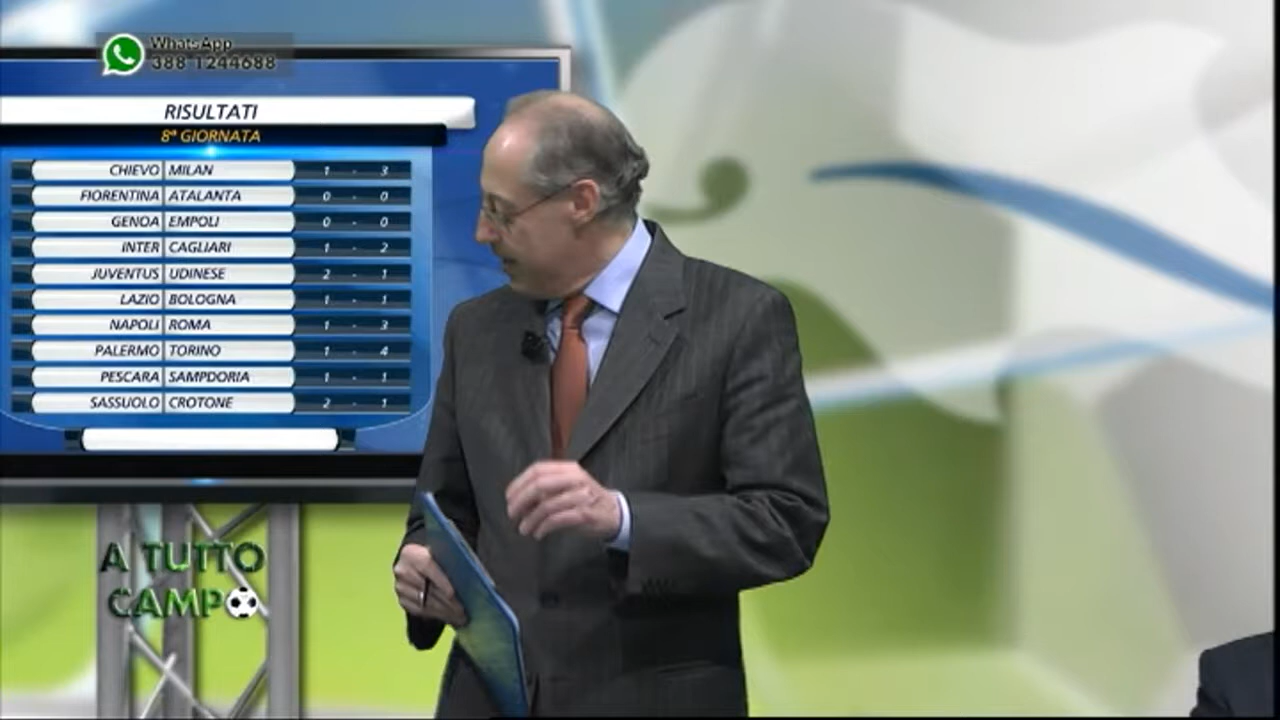 WhatsApp
388 1244688
RISULTATI
8ª GIORNATA
CHIEVO MILAN 1 - 3
FIORENTINA ATALANTA 0 - 0
GENOA EMPOLI 0 - 0
INTER CAGLIARI 1 - 2
JUVENTUS UDINESE 2 - 1
LAZIO BOLOGNA 1 - 1
NAPOLI ROMA 1 - 3
PALERMO TORINO 1 - 4
PESCARA SAMPDORIA 1 - 1
SASSUOLO CROTONE 2 - 1
A TUTTO
CAMPO